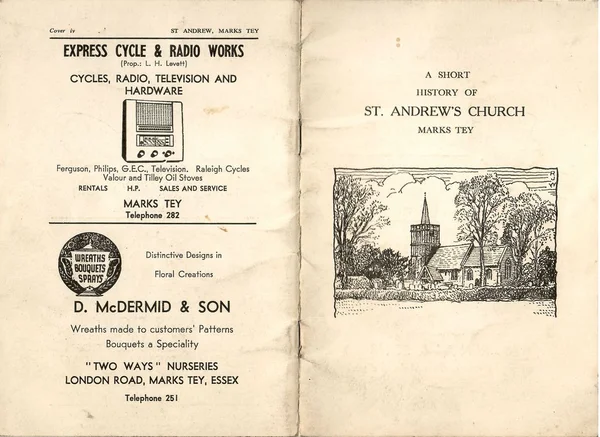 Cover iv ST ANDREW, MARKS TEY
EXPRESS CYCLE & RADIO WORKS
(Prop.: L. H. Levett)
CYCLES, RADIO, TELEVISION AND
HARDWARE
Ferguson, Philips, G.E.C., Television. Raleigh Cycles
Valour and Tilley Oil Stoves
RENTALS H.P. SALES AND SERVICE
MARKS TEY
Telephone 282
WREATHS
BOUQUETS
SPRAYS
Distinctive Designs in
Floral Creations
D. McDERMID & SON
Wreaths made to customers' Patterns
Bouquets a Speciality
"TWO WAYS" NURSERIES
LONDON ROAD, MARKS TEY, ESSEX
Telephone 251
A SHORT
HISTORY OF
ST. ANDREW'S CHURCH
MARKS TEY